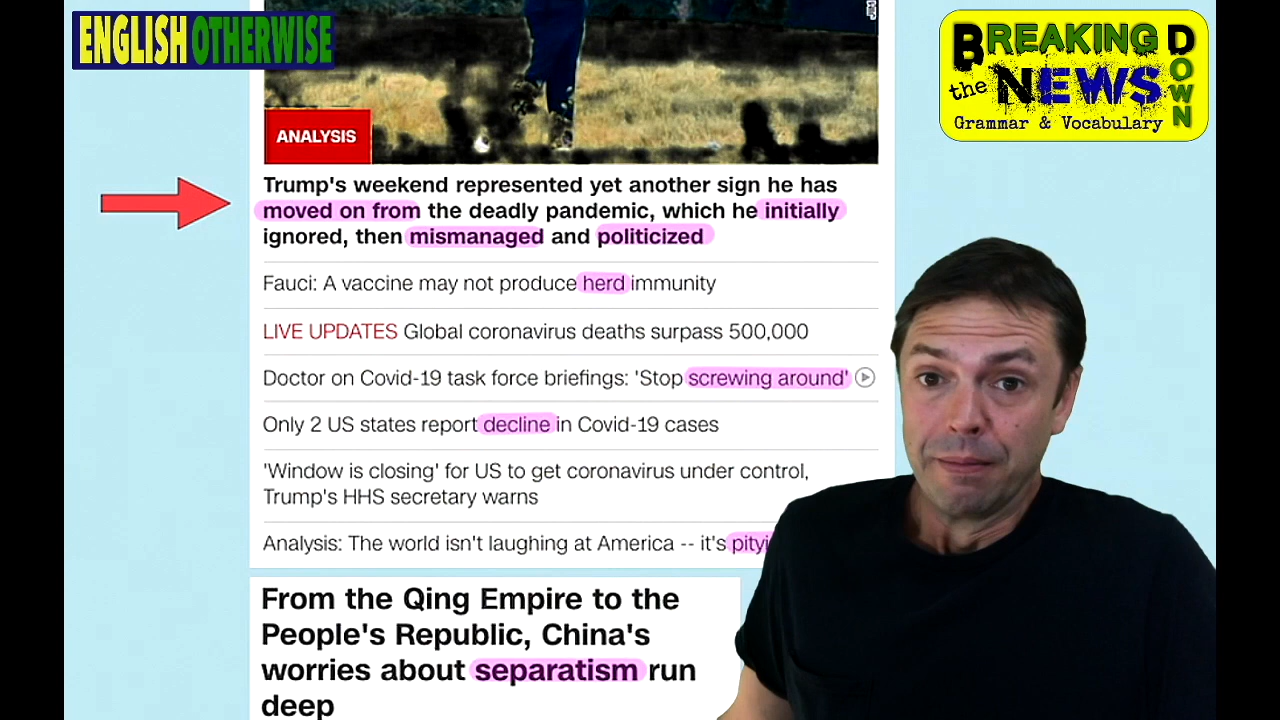 ENGLISH OTHERWISE
BREAKING DOWN
the NEWS
Grammar & Vocabulary
ANALYSIS
Trump's weekend represented yet another sign he has
moved on from the deadly pandemic, which he initially
ignored, then mismanaged and politicized
Fauci: A vaccine may not produce herd immunity
LIVE UPDATES Global coronavirus deaths surpass 500,000
Doctor on Covid-19 task force briefings: 'Stop screwing around'
Only 2 US states report decline in Covid-19 cases
'Window is closing' for US to get coronavirus under control,
Trump's HHS secretary warns
Analysis: The world isn't laughing at America -- it's
From the Qing Empire to the
People's Republic, China's
worries about separatism run
deep